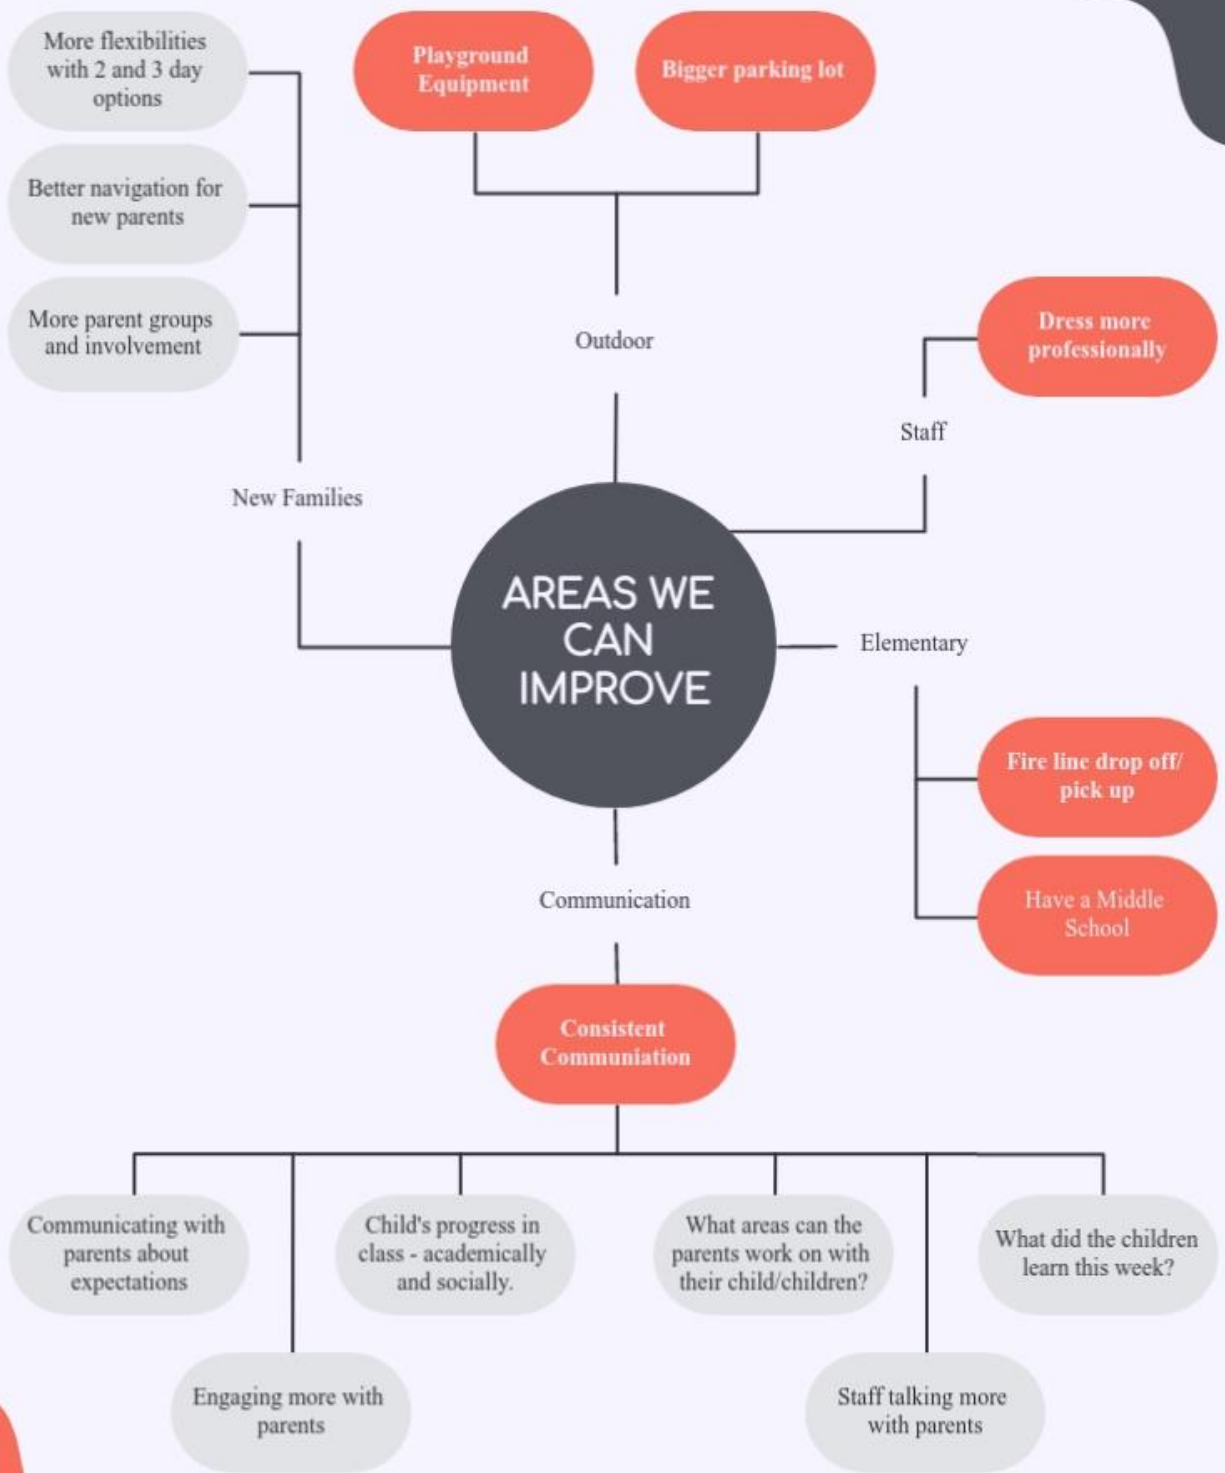 More flexibilities
with 2 and 3 day
options
Better navigation for
new parents
More parent groups
and involvement
New Families
Playground
Equipment
Bigger parking lot
Outdoor
Dress more
professionally
Staff
AREAS WE
CAN
IMPROVE
Elementary
Fire line drop off/
pick up
Have a Middle
School
Communication
Consistent
Communiation
Communicating with
parents about
expectations
Engaging more with
parents
Child's progress in
class - academically
and socially.
What areas can the
parents work on with
their child/children?
Staff talking more
with parents
What did the children
learn this week?